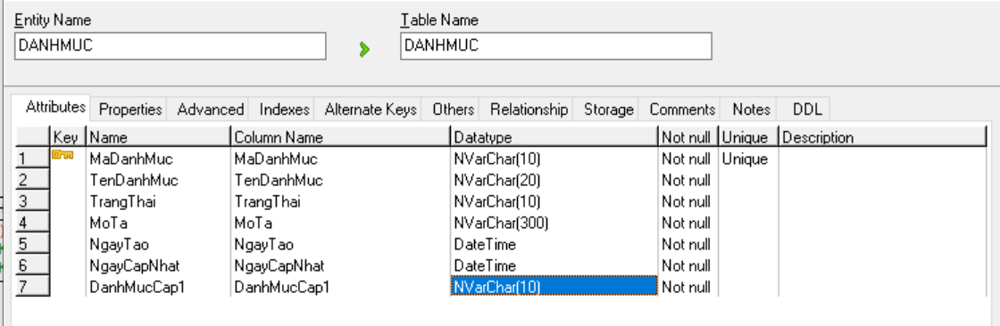 Entity Name Table Name
DANHMUC DANHMUC
Attributes Properties Advanced Indexes Alternate Keys Others Relationship Storage Comments Notes DDL
Key Name Column Name Datatype Not null Unique Description
1 MaDanhMuc MaDanhMuc NVarChar(10) Not null Unique
2 TenDanhMuc TenDanhMuc NVarChar(20) Not null
3 TrangThai TrangThai NVarChar(10) Not null
4 MoTa MoTa NVarChar(300) Not null
5 NgayTao NgayTao DateTime Not null
6 NgayCapNhat NgayCapNhat DateTime Not null
7 DanhMucCap1 DanhMucCap1 NVarChar(10) Not null